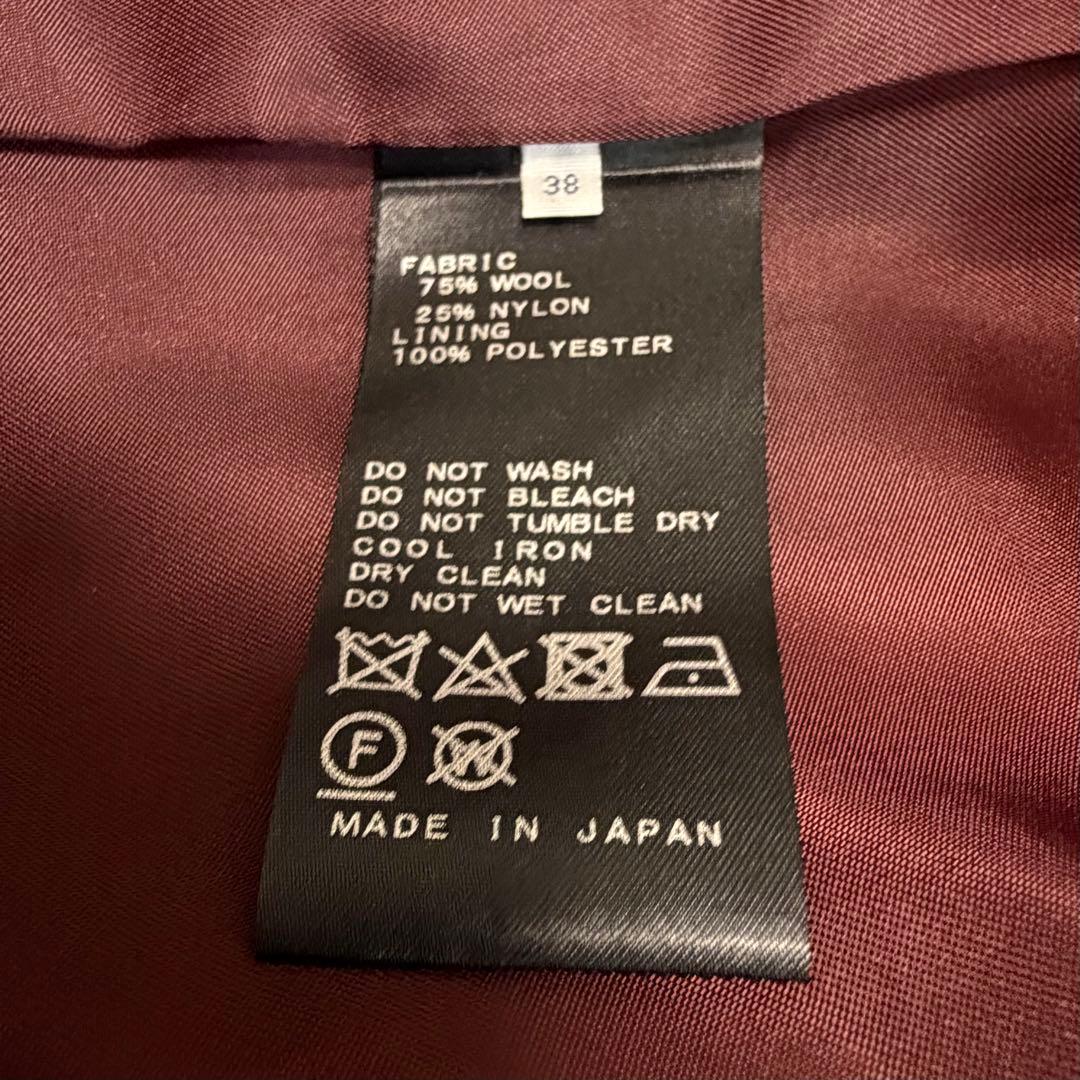 38
FABRIC
75% WOOL
25% NYLON
LINING
100% POLYESTER
DO NOT WASH
DO NOT BLEACH
DO NOT TUMBLE DRY
COOL IRON
DRY CLEAN
DO NOT WET CLEAN
F W
MADE IN JAPAN